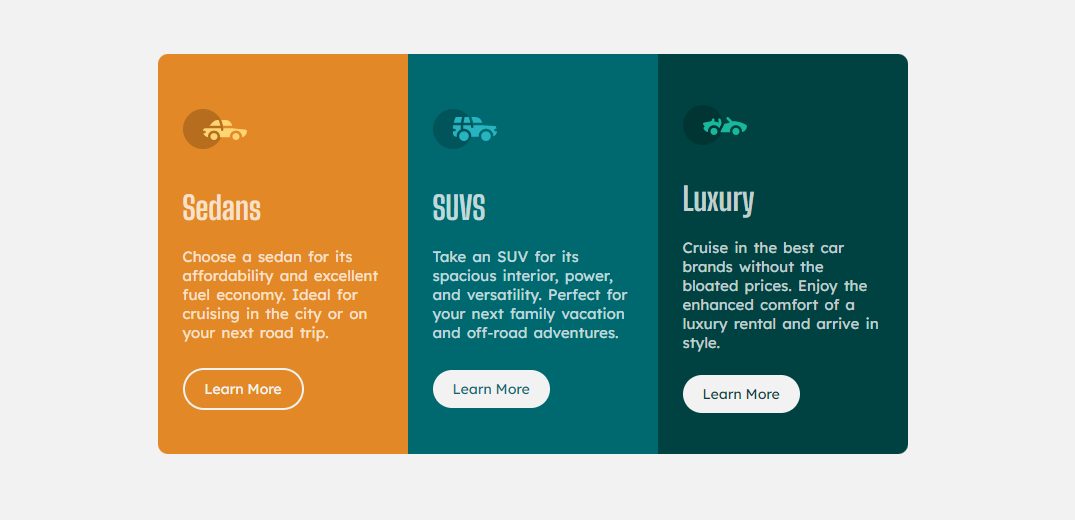 Sedans
Choose a sedan for its
affordability and excellent
fuel economy. Ideal for
cruising in the city or on
your next road trip.
Learn More
SUVS
Take an SUV for its
spacious interior, power,
and versatility. Perfect for
your next family vacation
and off-road adventures.
Learn More
Luxury
Cruise in the best car
brands without the
bloated prices. Enjoy the
enhanced comfort of a
luxury rental and arrive in
style.
Learn More